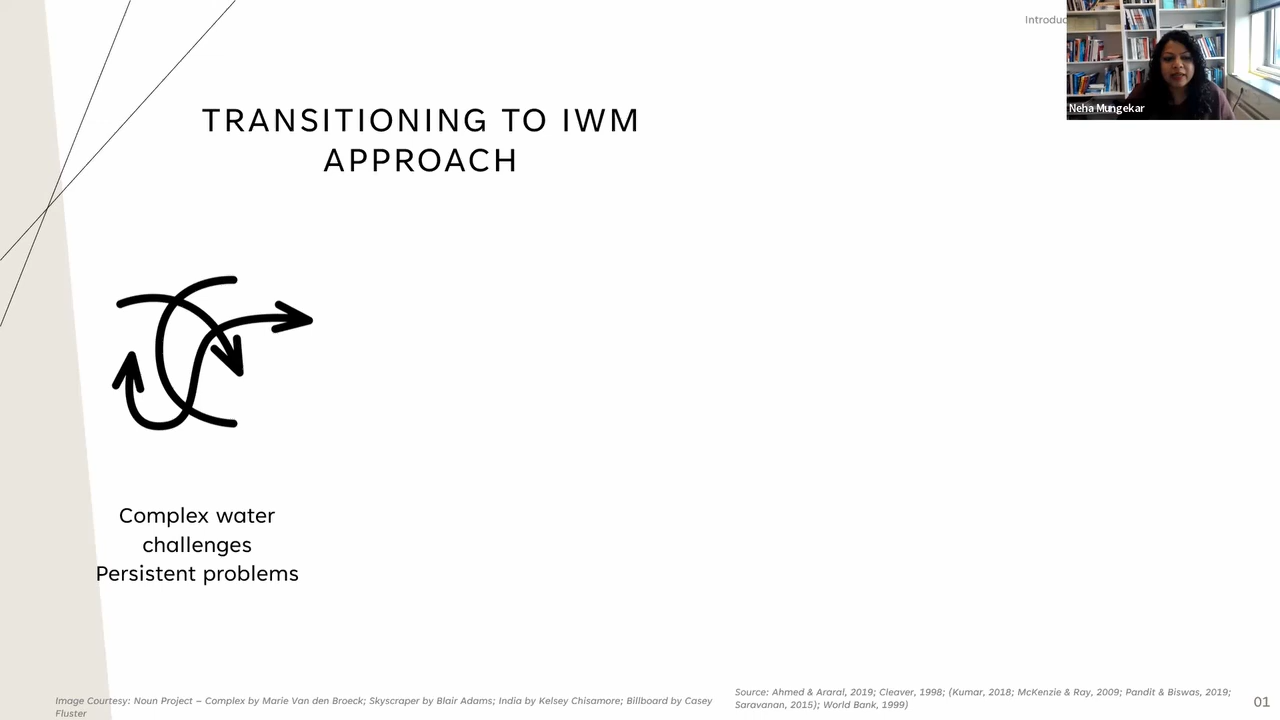 Introduc
Neha Mungekar
TRANSITIONING TO IWM
APPROACH
Complex water
challenges
Persistent problems
Image Courtesy: Noun Project – Complex by Marie Van den Broeck; Skyscraper by Blair Adams; India by Kelsey Chisamore; Billboard by Casey
Fluster
Source: Ahmed & Araral, 2019; Cleaver, 1998; (Kumar, 2018; McKenzie & Ray, 2009; Pandit & Biswas, 2019;
Saravanan, 2015); World Bank, 1999)
01